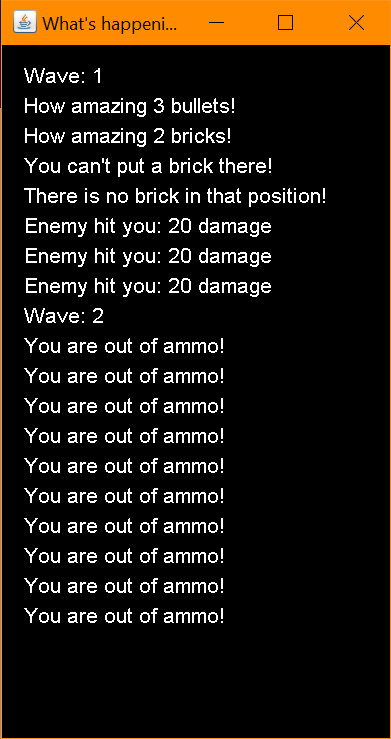 What's happeni...
Wave: 1
How amazing 3 bullets!
How amazing 2 bricks!
You can't put a brick there!
There is no brick in that position!
Enemy hit you: 20 damage
Enemy hit you: 20 damage
Enemy hit you: 20 damage
Wave: 2
You are out of ammo!
You are out of ammo!
You are out of ammo!
You are out of ammo!
You are out of ammo!
You are out of ammo!
You are out of ammo!
You are out of ammo!
You are out of ammo!
You are out of ammo!